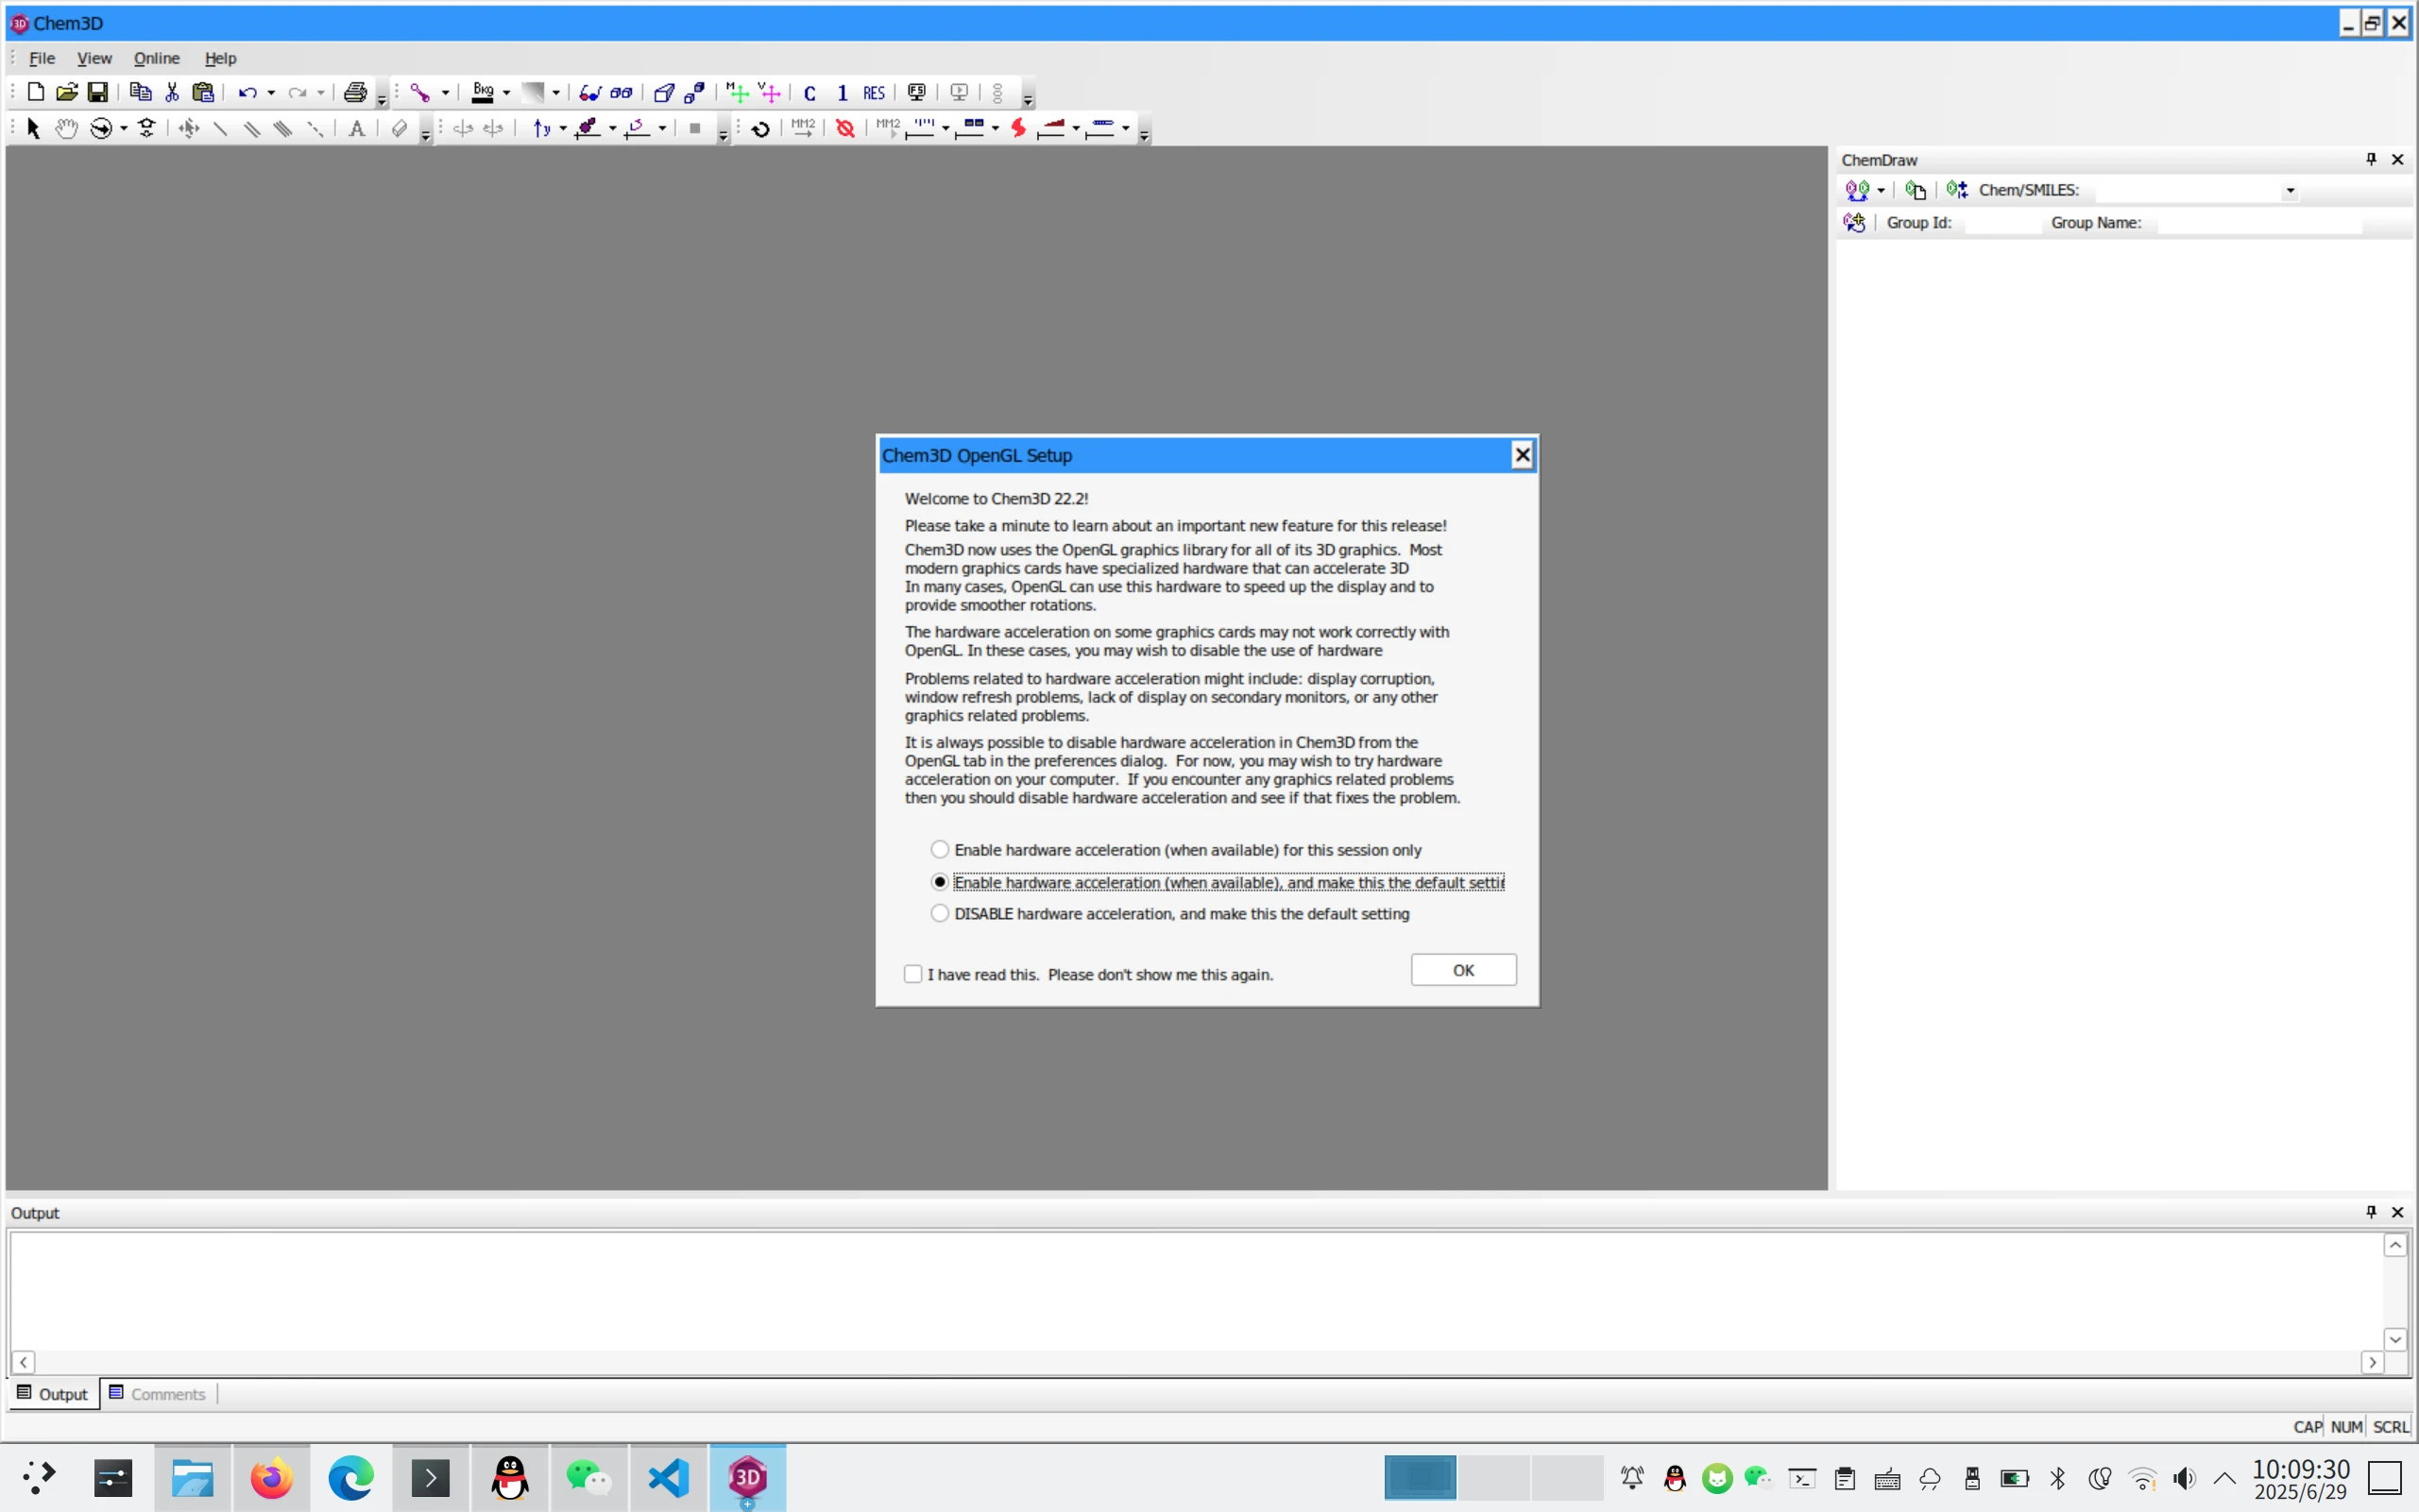 Chem3D
File View Online Help
Bkg C 1 RES
A y MM2 MM2
ChemDraw
Chem/SMILES:
Group Id: Group Name:
Chem3D OpenGL Setup
Welcome to Chem3D 22.2!
Please take a minute to learn about an important new feature for this release!
Chem3D now uses the OpenGL graphics library for all of its 3D graphics. Most
modern graphics cards have specialized hardware that can accelerate 3D
In many cases, OpenGL can use this hardware to speed up the display and to
provide smoother rotations.
The hardware acceleration on some graphics cards may not work correctly with
OpenGL. In these cases, you may wish to disable the use of hardware
Problems related to hardware acceleration might include: display corruption,
window refresh problems, lack of display on secondary monitors, or any other
graphics related problems.
It is always possible to disable hardware acceleration in Chem3D from the
OpenGL tab in the preferences dialog. For now, you may wish to try hardware
acceleration on your computer. If you encounter any graphics related problems
then you should disable hardware acceleration and see if that fixes the problem.
Enable hardware acceleration (when available) for this session only
Enable hardware acceleration (when available), and make this the default setti
DISABLE hardware acceleration, and make this the default setting
I have read this. Please don't show me this again.
OK
Output
Output Comments
CAP NUM SCRL
3D
10:09:30
2025/6/29